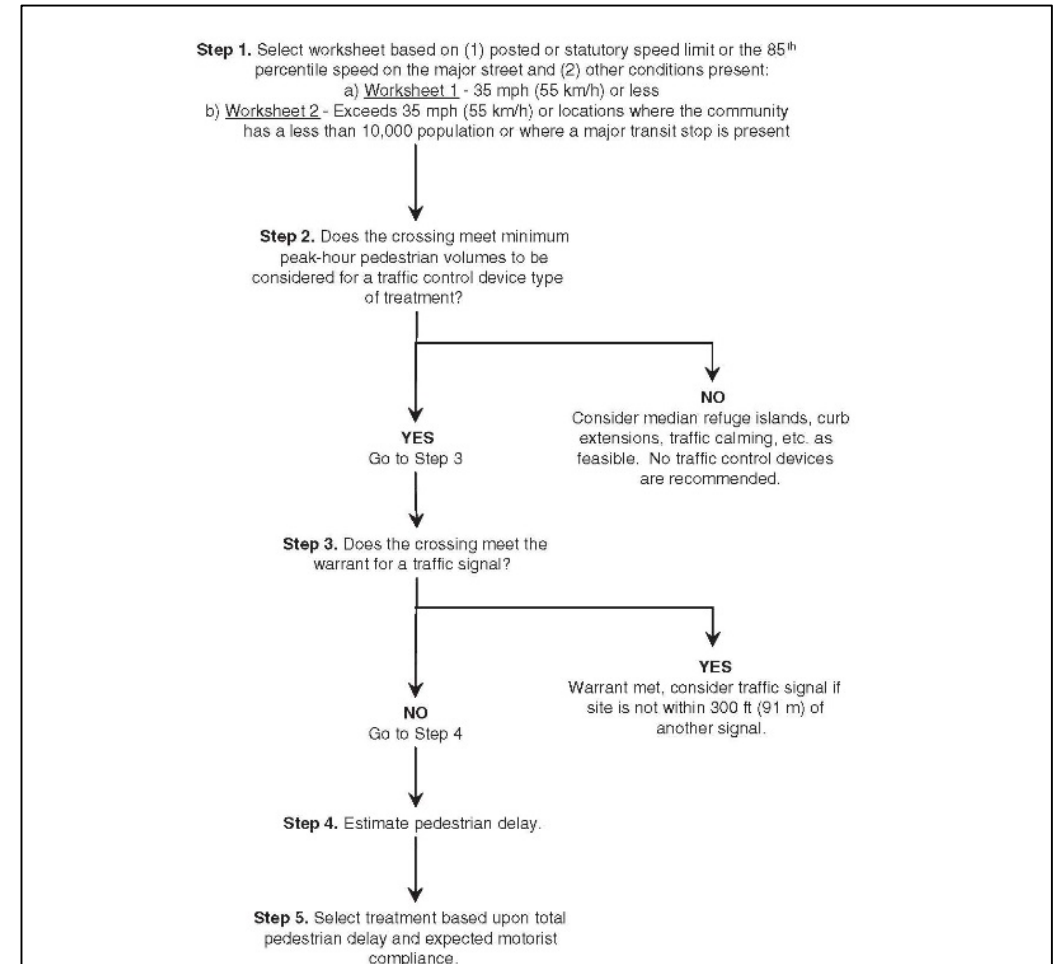 Step 1. Select worksheet based on (1) posted or statutory speed limit or the 85th
percentile speed on the major street and (2) other conditions present:
a) Worksheet 1 - 35 mph (55 km/h) or less
b) Worksheet 2 - Exceeds 35 mph (55 km/h) or locations where the community
has a less than 10,000 population or where a major transit stop is present
Step 2. Does the crossing meet minimum
peak-hour pedestrian volumes to be
considered for a traffic control device type
of treatment?
NO
Consider median refuge islands, curb
extensions, traffic calming, etc. as
feasible. No traffic control devices
are recommended.
YES
Go to Step 3
Step 3. Does the crossing meet the
warrant for a traffic signal?
YES
Warrant met, consider traffic signal if
site is not within 300 ft (91 m) of
another signal.
NO
Go to Step 4
Step 4. Estimate pedestrian delay.
Step 5. Select treatment based upon total
pedestrian delay and expected motorist
compliance.